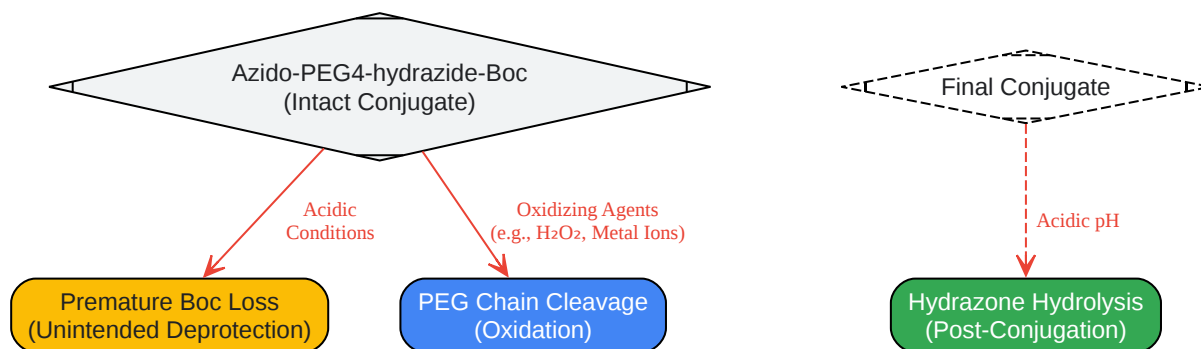 Azido-PEG4-hydrazide-Boc
(Intact Conjugate)
Final Conjugate
Acidic
Conditions
Oxidizing Agents
(e.g., H₂O₂, Metal Ions)
Acidic pH
Premature Boc Loss
(Unintended Deprotection)
PEG Chain Cleavage
(Oxidation)
Hydrazone Hydrolysis
(Post-Conjugation)